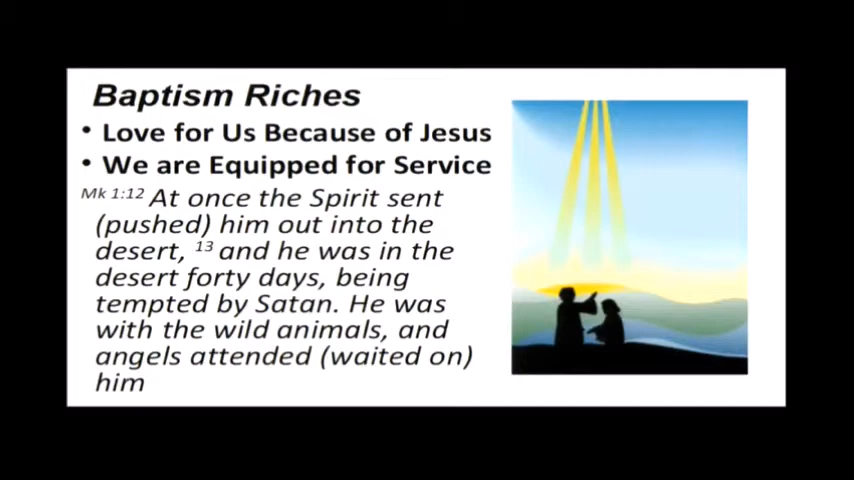 Baptism Riches
• Love for Us Because of Jesus
• We are Equipped for Service
Mk 1:12 At once the Spirit sent
(pushed) him out into the
desert, 13 and he was in the
desert forty days, being
tempted by Satan. He was
with the wild animals, and
angels attended (waited on)
him